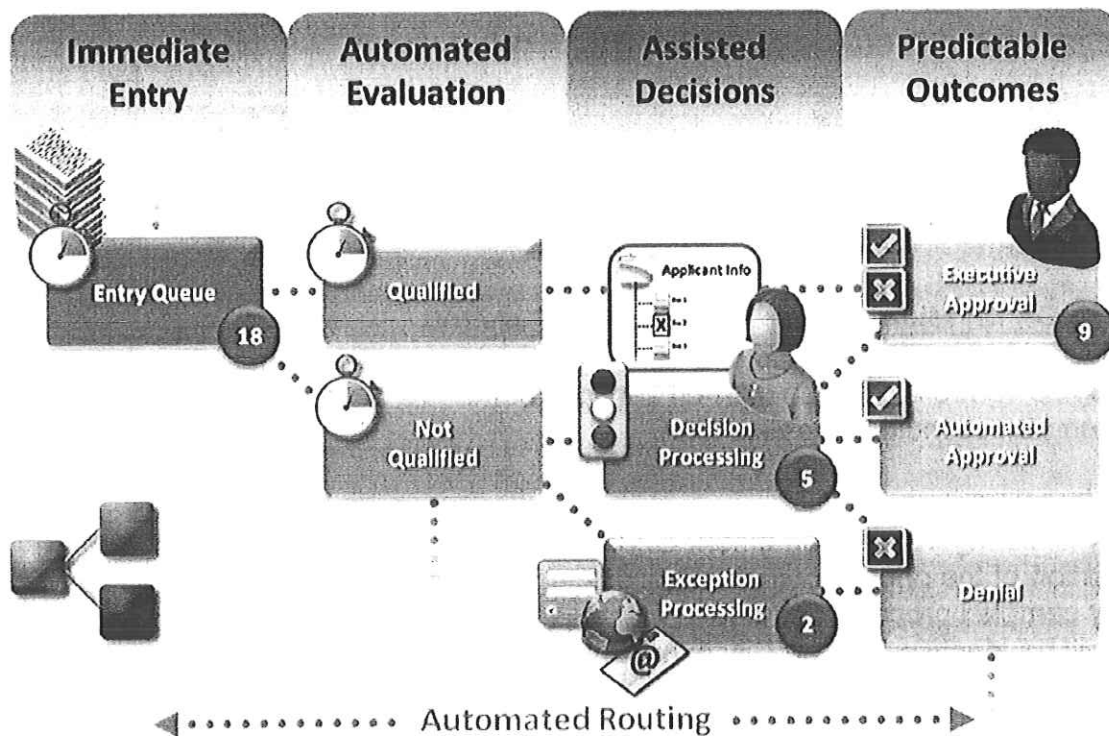 Immediate
Entry
Automated
Evaluation
Assisted
Decisions
Predictable
Outcomes
Entry Queue
18
Qualified
Applicant Info
X
Executive
Approval
9
Not
Qualified
Decision
Processing
5
Automated
Approval
Exception
Processing
2
@
Denial
Automated Routing